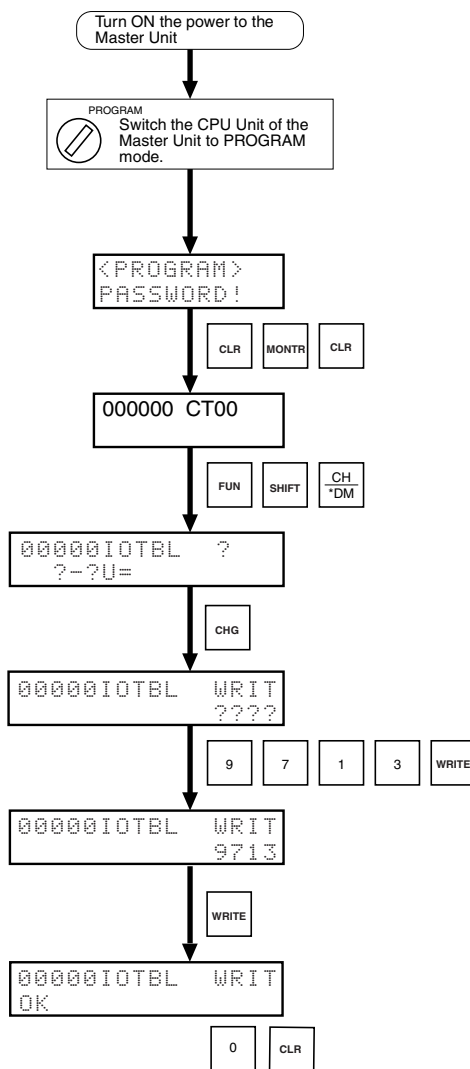 Turn ON the power to the
Master Unit
PROGRAM
Switch the CPU Unit of the
Master Unit to PROGRAM
mode.
<PROGRAM>
PASSWORD!
CLR MONTR CLR
000000 CT00
FUN SHIFT CH
*DM
00000IOTBL ?
?-?U=
CHG
00000IOTBL WRIT
????
9 7 1 3 WRITE
00000IOTBL WRIT
9713
WRITE
00000IOTBL WRIT
OK
0 CLR